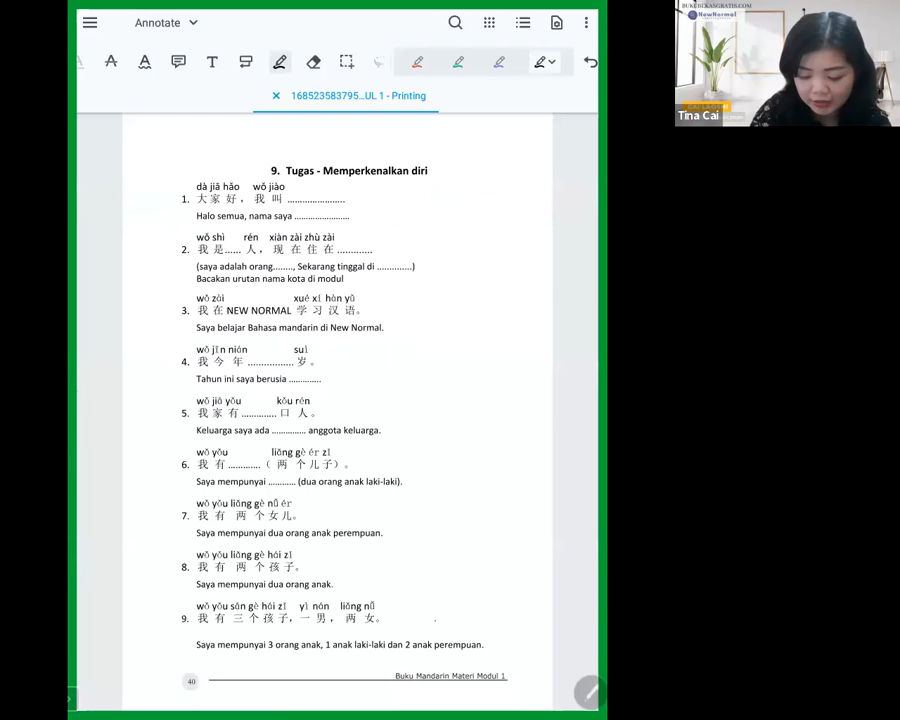 Annotate
BUKUBEKASGRATIS.COM
NewNormal
Tina Cai
168523583795...UL 1 - Printing
9. Tugas - Memperkenalkan diri
dà jiā hǎo wǒ jiào
1. 大 家 好 ， 我 叫 ......................
Halo semua, nama saya ......................
wǒ shì rén xiàn zài zhù zài
2. 我 是...... 人 ，现 在 住 在 .............
(saya adalah orang........, Sekarang tinggal di ..............)
Bacakan urutan nama kota di modul
wǒ zài xué xí hàn yǔ
3. 我 在 NEW NORMAL 学 习 汉 语 。
Saya belajar Bahasa mandarin di New Normal.
wǒ jīn nián suì
4. 我 今 年 ................. 岁 。
Tahun ini saya berusia .............
wǒ jiā yǒu kǒu rén
5. 我 家 有 ............. 口 人 。
Keluarga saya ada .............. anggota keluarga.
wǒ yǒu liǎng gè ér zǐ
6. 我 有 ............ （ 两 个 儿 子 ）。
Saya mempunyai ........... (dua orang anak laki-laki).
wǒ yǒu liǎng gè nǚ ér
7. 我 有 两 个 女 儿 。
Saya mempunyai dua orang anak perempuan.
wǒ yǒu liǎng gè hái zǐ
8. 我 有 两 个 孩 子 。
Saya mempunyai dua orang anak.
wǒ yǒu sān gè hái zǐ yì nán liǎng nǚ
9. 我 有 三 个 孩 子 ，一 男 ， 两 女 。
Saya mempunyai 3 orang anak, 1 anak laki-laki dan 2 anak perempuan.
40 Buku Mandarin Materi Modul 1